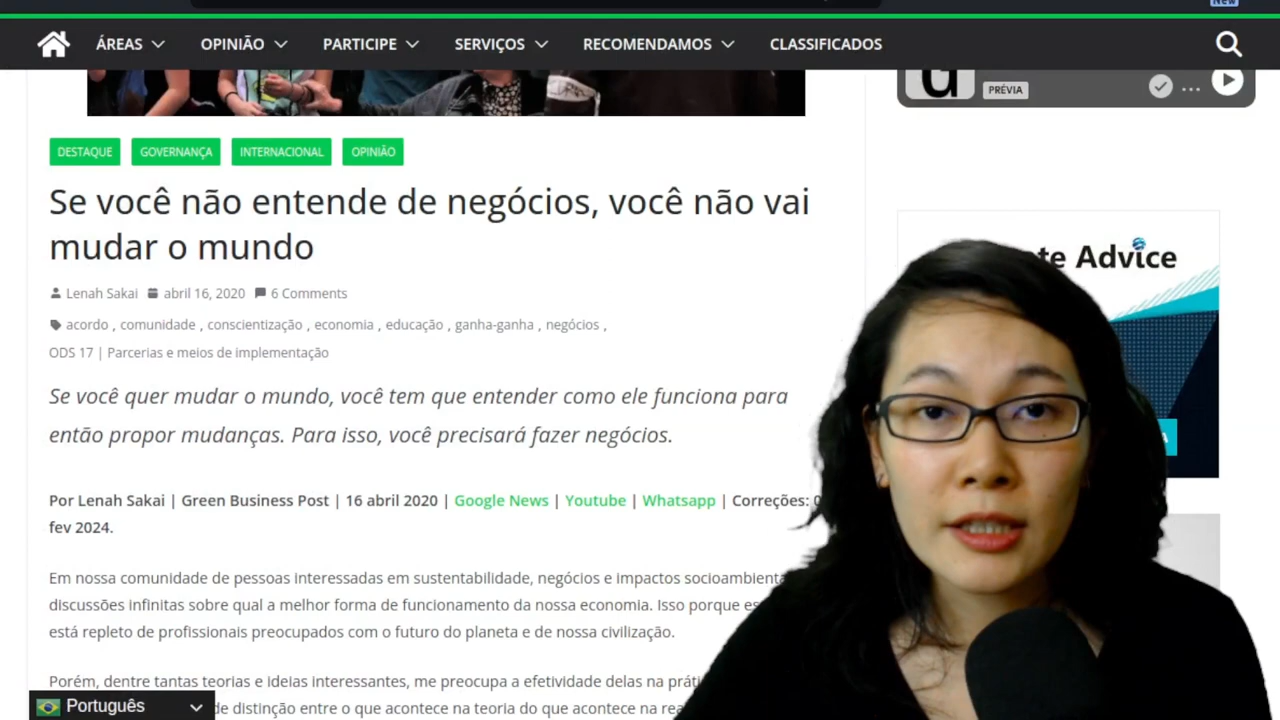 New
ÁREAS OPINIÃO PARTICIPE SERVIÇOS RECOMENDAMOS CLASSIFICADOS
PRÉVIA
DESTAQUE GOVERNANÇA INTERNACIONAL OPINIÃO
Se você não entende de negócios, você não vai
mudar o mundo
Lenah Sakai abril 16, 2020 6 Comments
acordo , comunidade , conscientização , economia , educação , ganha-ganha , negócios ,
ODS 17 | Parcerias e meios de implementação
Advice
Se você quer mudar o mundo, você tem que entender como ele funciona para
então propor mudanças. Para isso, você precisará fazer negócios.
Por Lenah Sakai | Green Business Post | 16 abril 2020 | Google News | Youtube | Whatsapp | Correções:
fev 2024.
Em nossa comunidade de pessoas interessadas em sustentabilidade, negócios e impactos
discussões infinitas sobre qual a melhor forma de funcionamento da nossa economia. Isso porque
está repleto de profissionais preocupados com o futuro do planeta e de nossa civilização.
Porém, dentre tantas teorias e ideias interessantes, me preocupa a efetividade delas na
de distinção entre o que acontece na teoria do que acontece na
Português